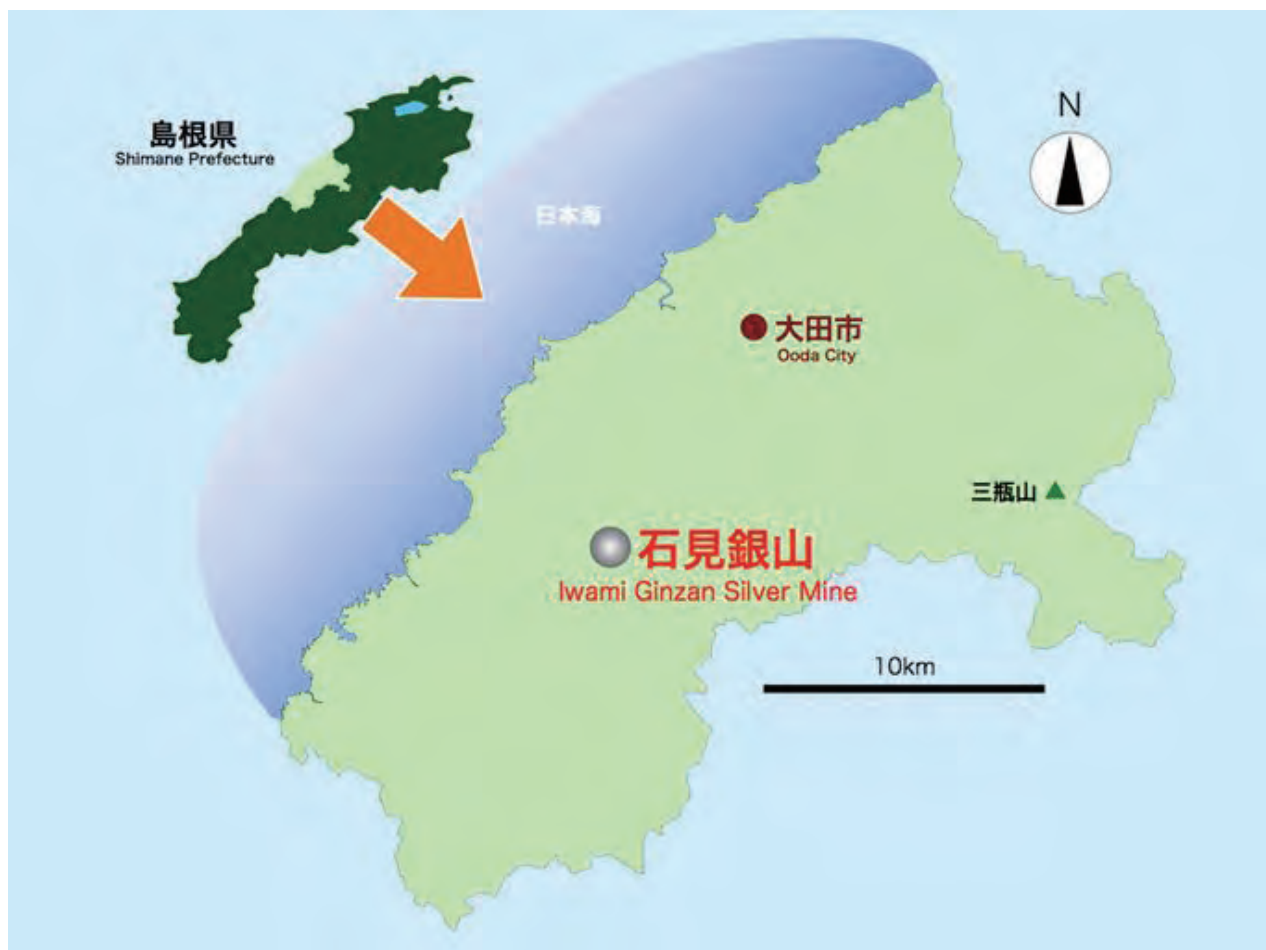 島根県
Shimane Prefecture
N
日本海
大田市
Ooda City
三瓶山
石見銀山
Iwami Ginzan Silver Mine
10km